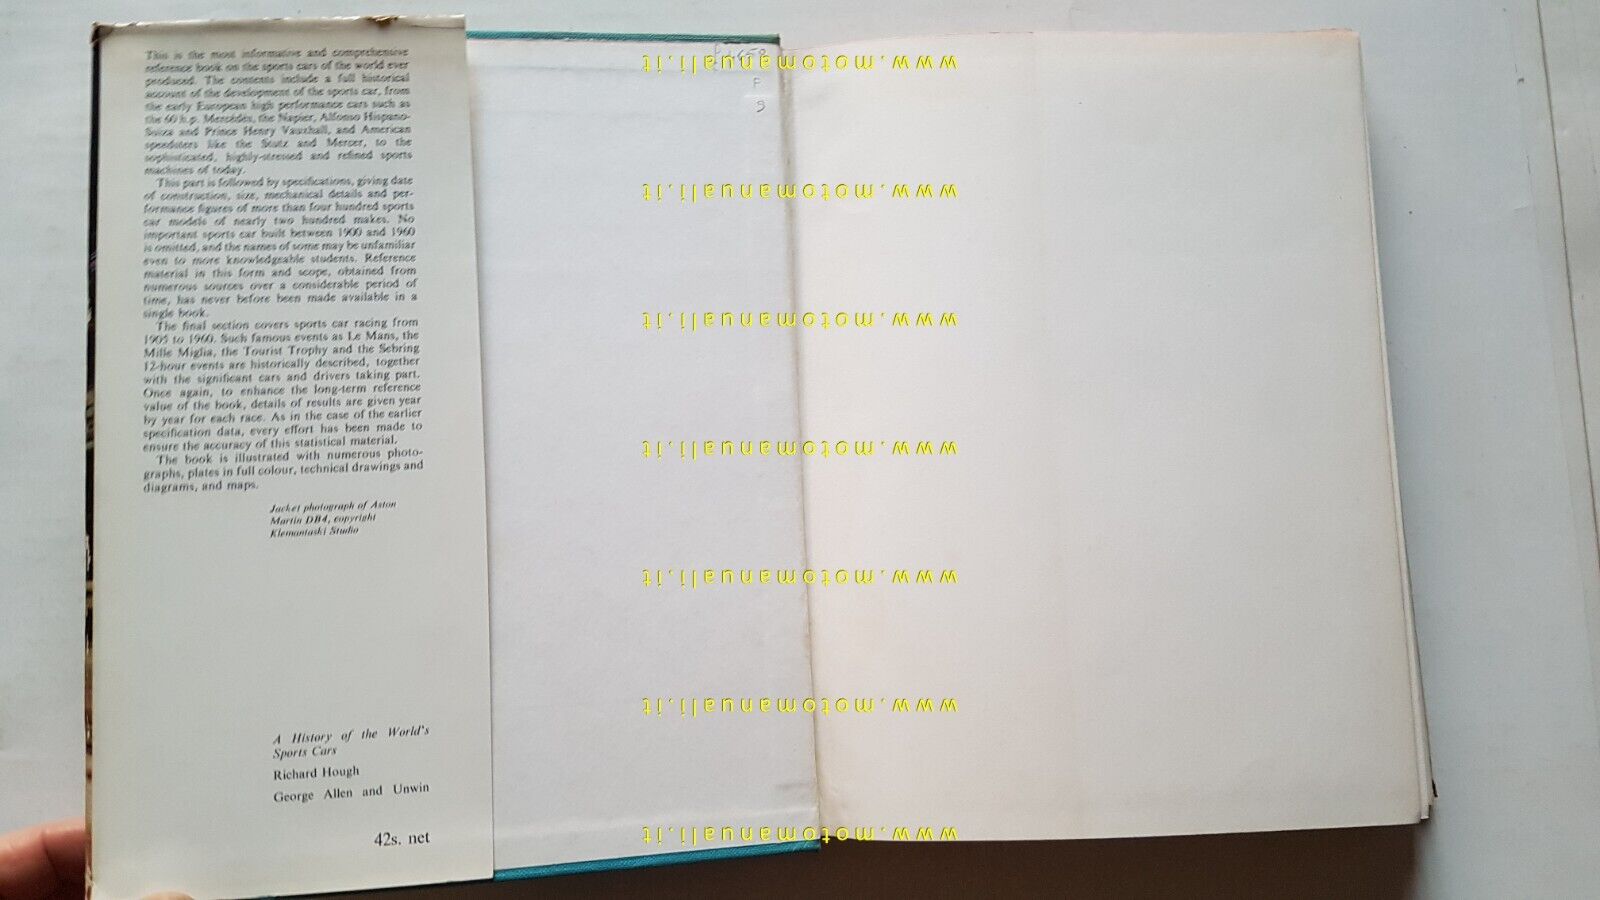 This is the most informative and comprehensive
reference book on the sports cars of the world ever
produced. The contents include a full historical
account of the development of the sports car, from
the early European high performance cars such as
the 60 h.p. Mercédès, the Napier, Alfonso Hispano-
Suiza and Prince Henry Vauxhall, and American
speedsters like the Stutz and Mercer, to the
sophisticated, highly-stressed and refined sports
machines of today.
This part is followed by specifications, giving date
of construction, size, mechanical details and per-
formance figures of more than four hundred sports
car models of nearly two hundred makes. No
important sports car built between 1900 and 1960
is omitted, and the names of some may be unfamiliar
even to more knowledgeable students. Reference
material in this form and scope, obtained from
numerous sources over a considerable period of
time, has never before been made available in a
single book.
The final section covers sports car racing from
1905 to 1960. Such famous events as Le Mans, the
Mille Miglia, the Tourist Trophy and the Sebring
12-hour events are historically described, together
with the significant cars and drivers taking part.
Once again, to enhance the long-term reference
value of the book, details of results are given year
by year for each race. As in the case of the earlier
specification data, every effort has been made to
ensure the accuracy of this statistical material.
The book is illustrated with numerous photo-
graphs, plates in full colour, technical drawings and
diagrams, and maps.
Jacket photograph of Aston
Martin DB4, copyright
Klemantaski Studio
A History of the World's
Sports Cars
Richard Hough
George Allen and Unwin
42s. net
F
9
www.motomanuali.it
www.motomanuali.it
www.motomanuali.it
www.motomanuali.it
www.motomanuali.it
www.motomanuali.it
www.motomanuali.it